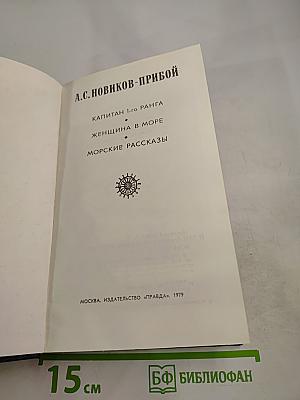 А.С.НОВИКОВ-ПРИБОЙ
КАПИТАН 1-го РАНГА
ЖЕНЩИНА В МОРЕ
МОРСКИЕ РАССКАЗЫ
МОСКВА. ИЗДАТЕЛЬСТВО «ПРАВДА». 1979
15 см
БФ БИБЛИОФАН